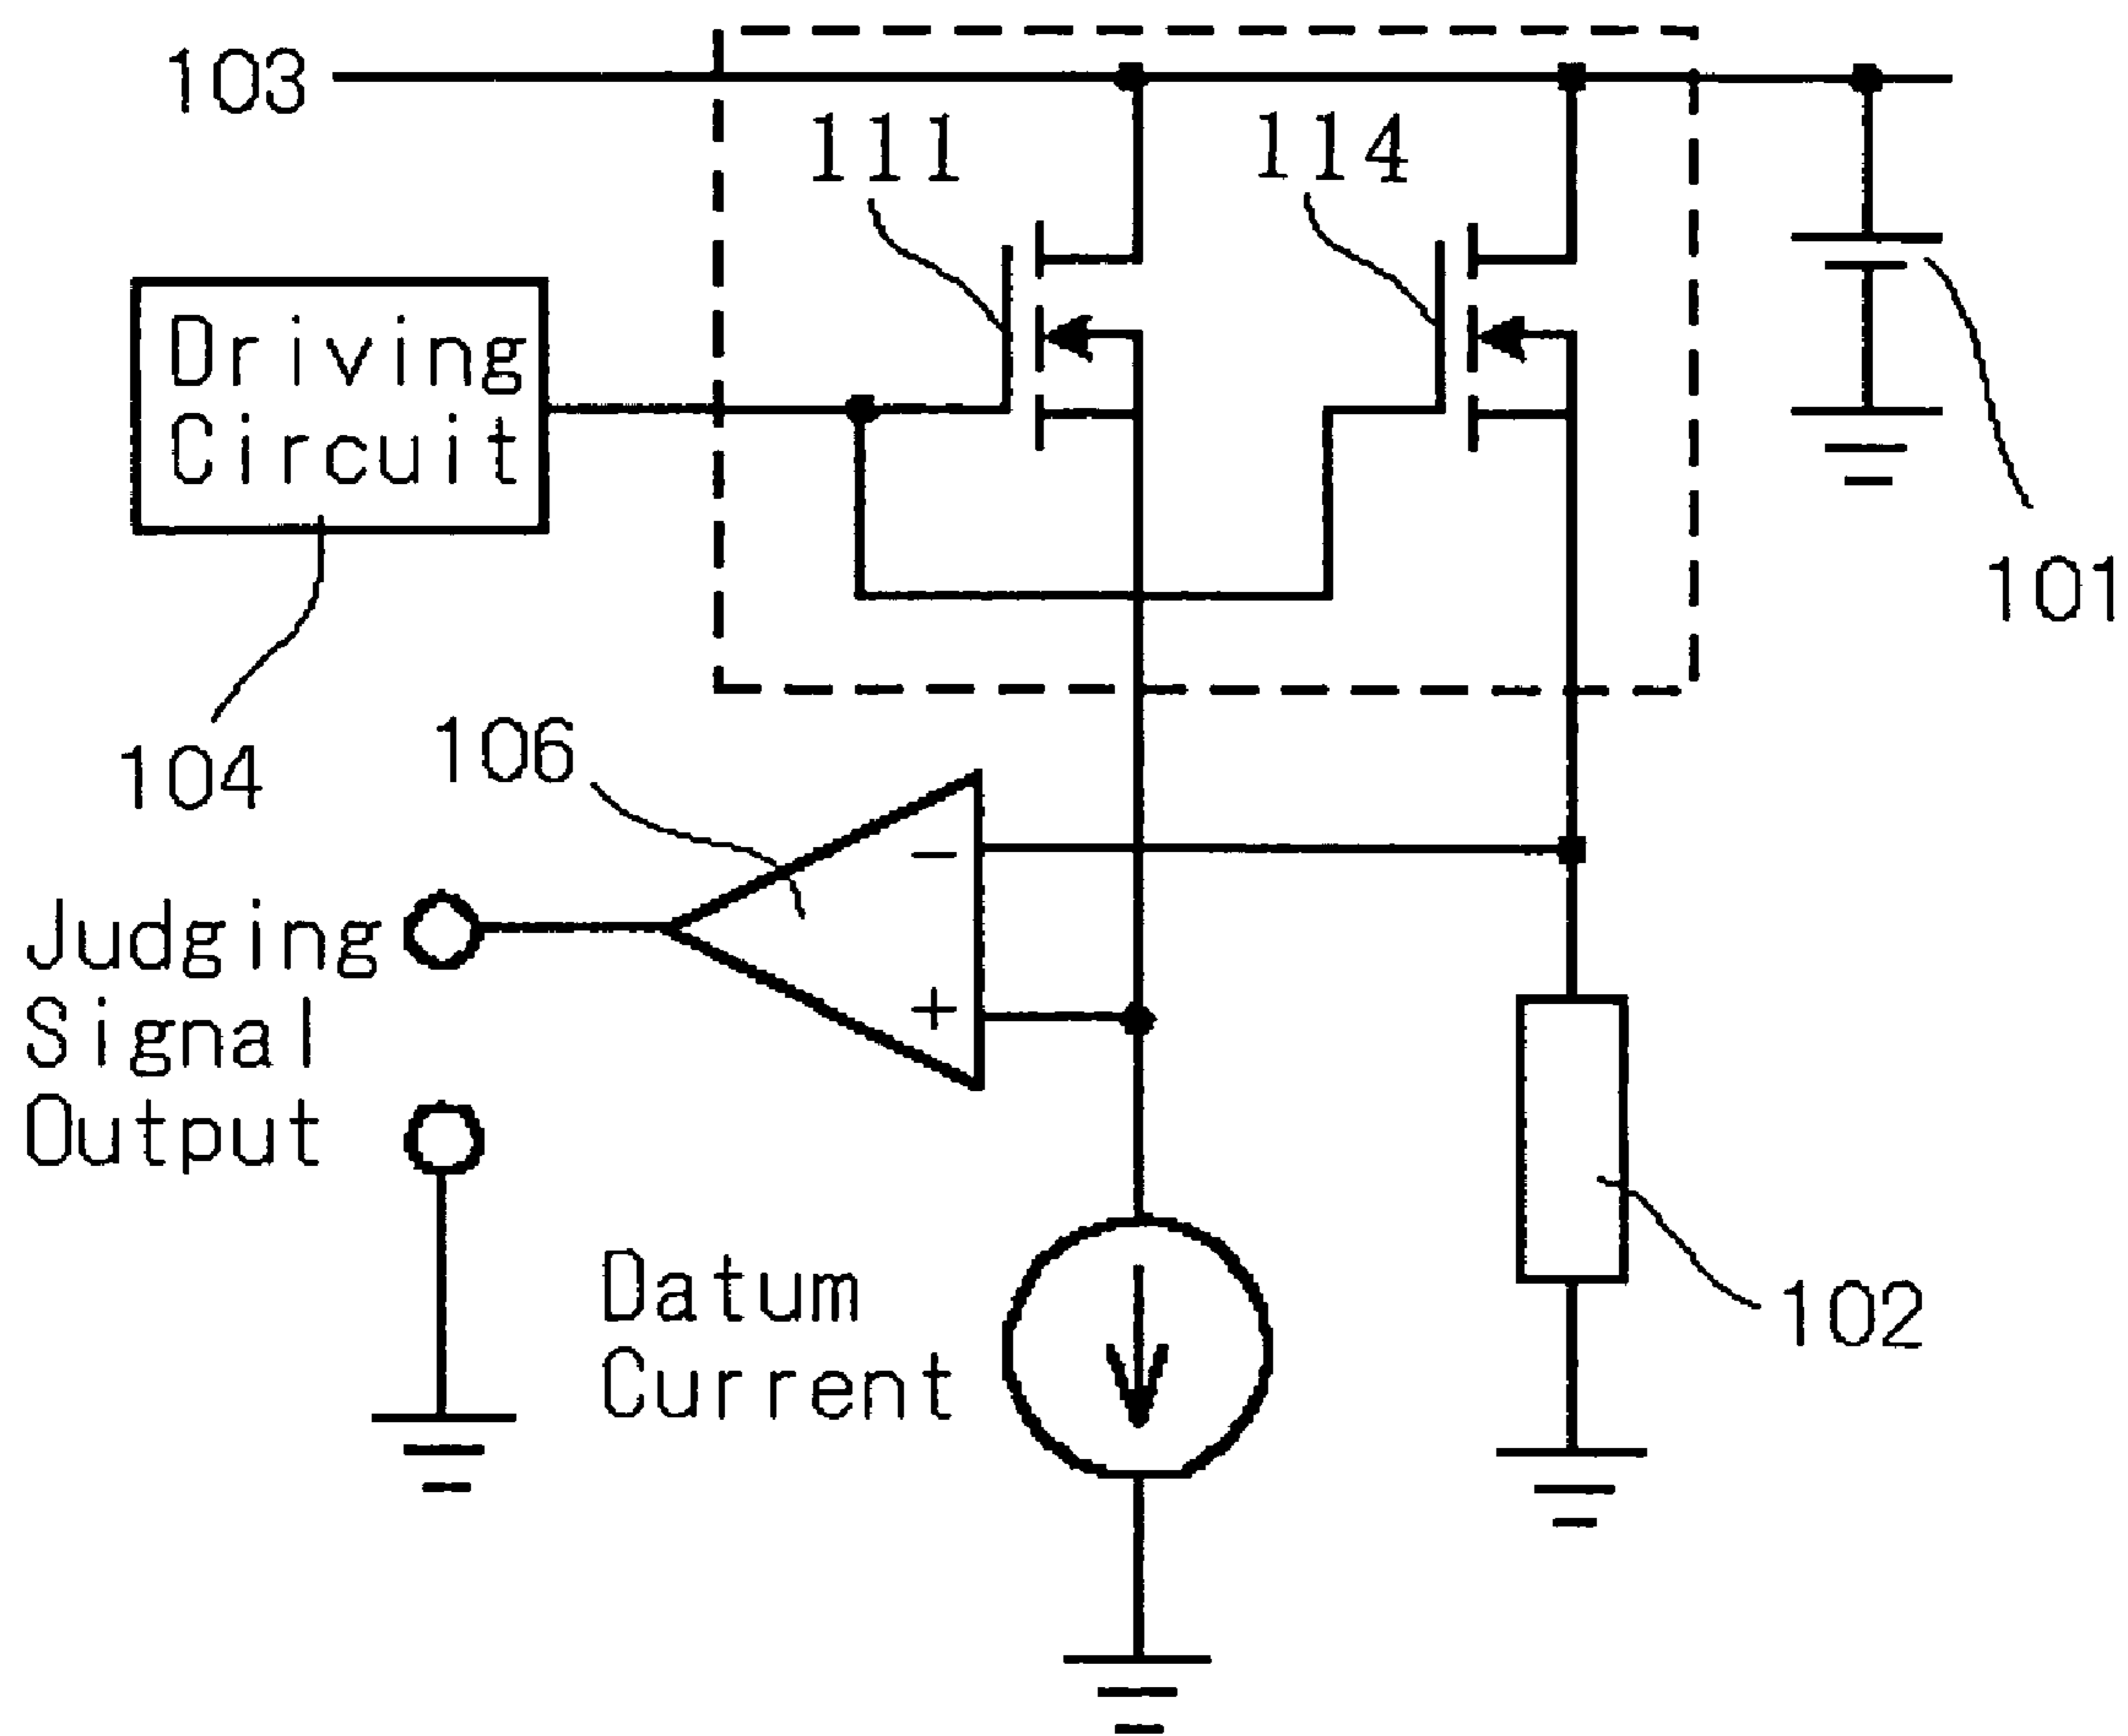 103
111
114
Driving
Circuit
101
104
106
−
+
Judging
Signal
Output
Datum
Current
102